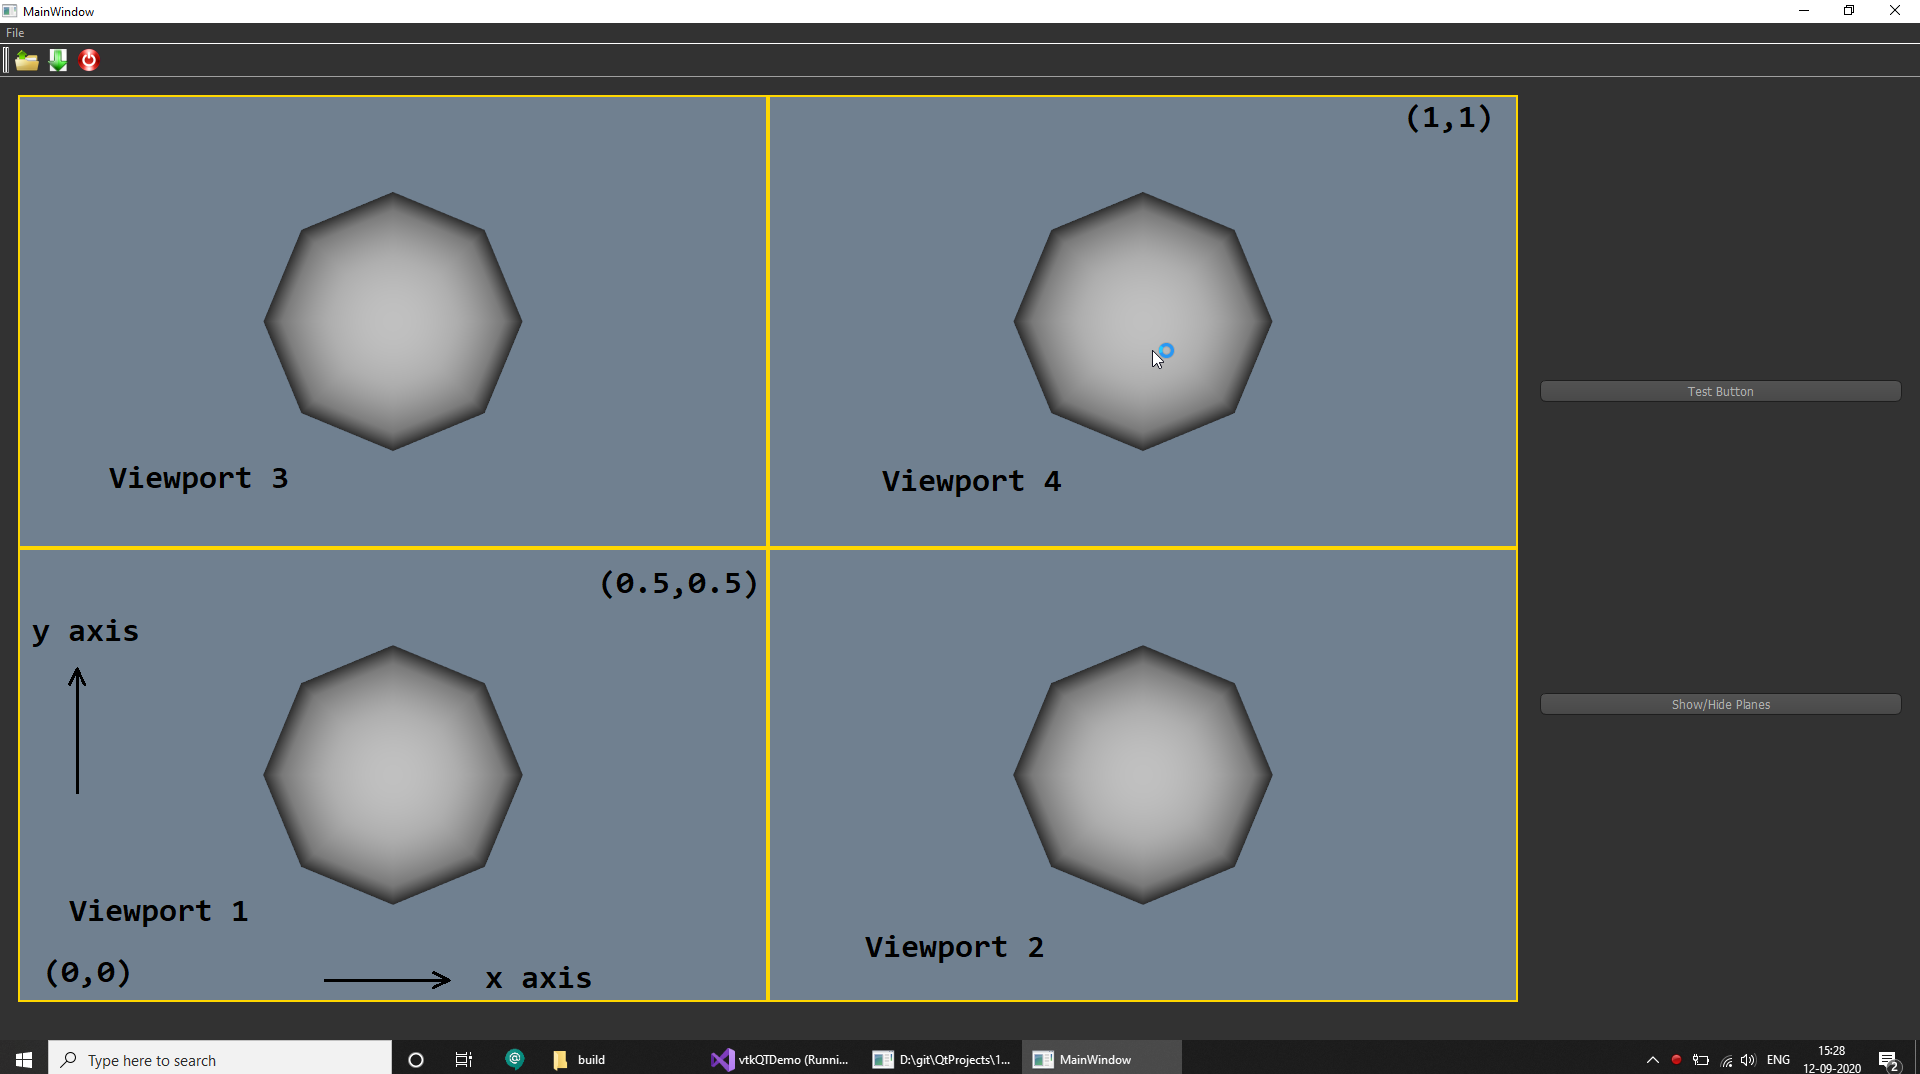 MainWindow
File
(1,1)
Viewport 3
Viewport 4
Test Button
(0.5,0.5)
y axis
Show/Hide Planes
Viewport 1
Viewport 2
(0,0)
x axis
Type here to search
build
vtkQTDemo (Runni...
D:\git\QtProjects\1...
MainWindow
ENG
15:28
12-09-2020
2